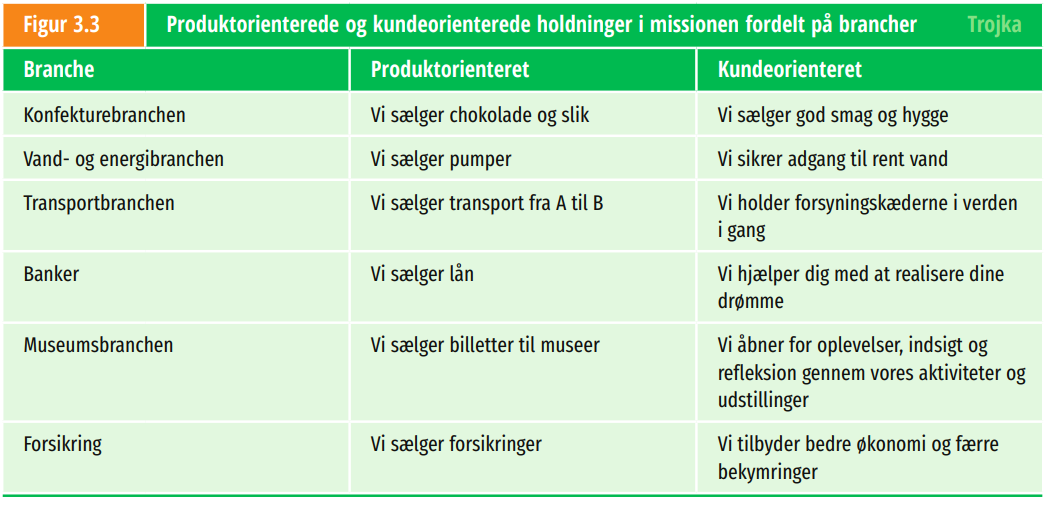 Figur 3.3 Produktorienterede og kundeorienterede holdninger i missionen fordelt på brancher Trojka
Branche Produktorienteret Kundeorienteret
Konfekturebranchen Vi sælger chokolade og slik Vi sælger god smag og hygge
Vand- og energibranchen Vi sælger pumper Vi sikrer adgang til rent vand
Transportbranchen Vi sælger transport fra A til B Vi holder forsyningskæderne i verden
i gang
Banker Vi sælger lån Vi hjælper dig med at realisere dine
drømme
Museumsbranchen Vi sælger billetter til museer Vi åbner for oplevelser, indsigt og
refleksion gennem vores aktiviteter og
udstillinger
Forsikring Vi sælger forsikringer Vi tilbyder bedre økonomi og færre
bekymringer